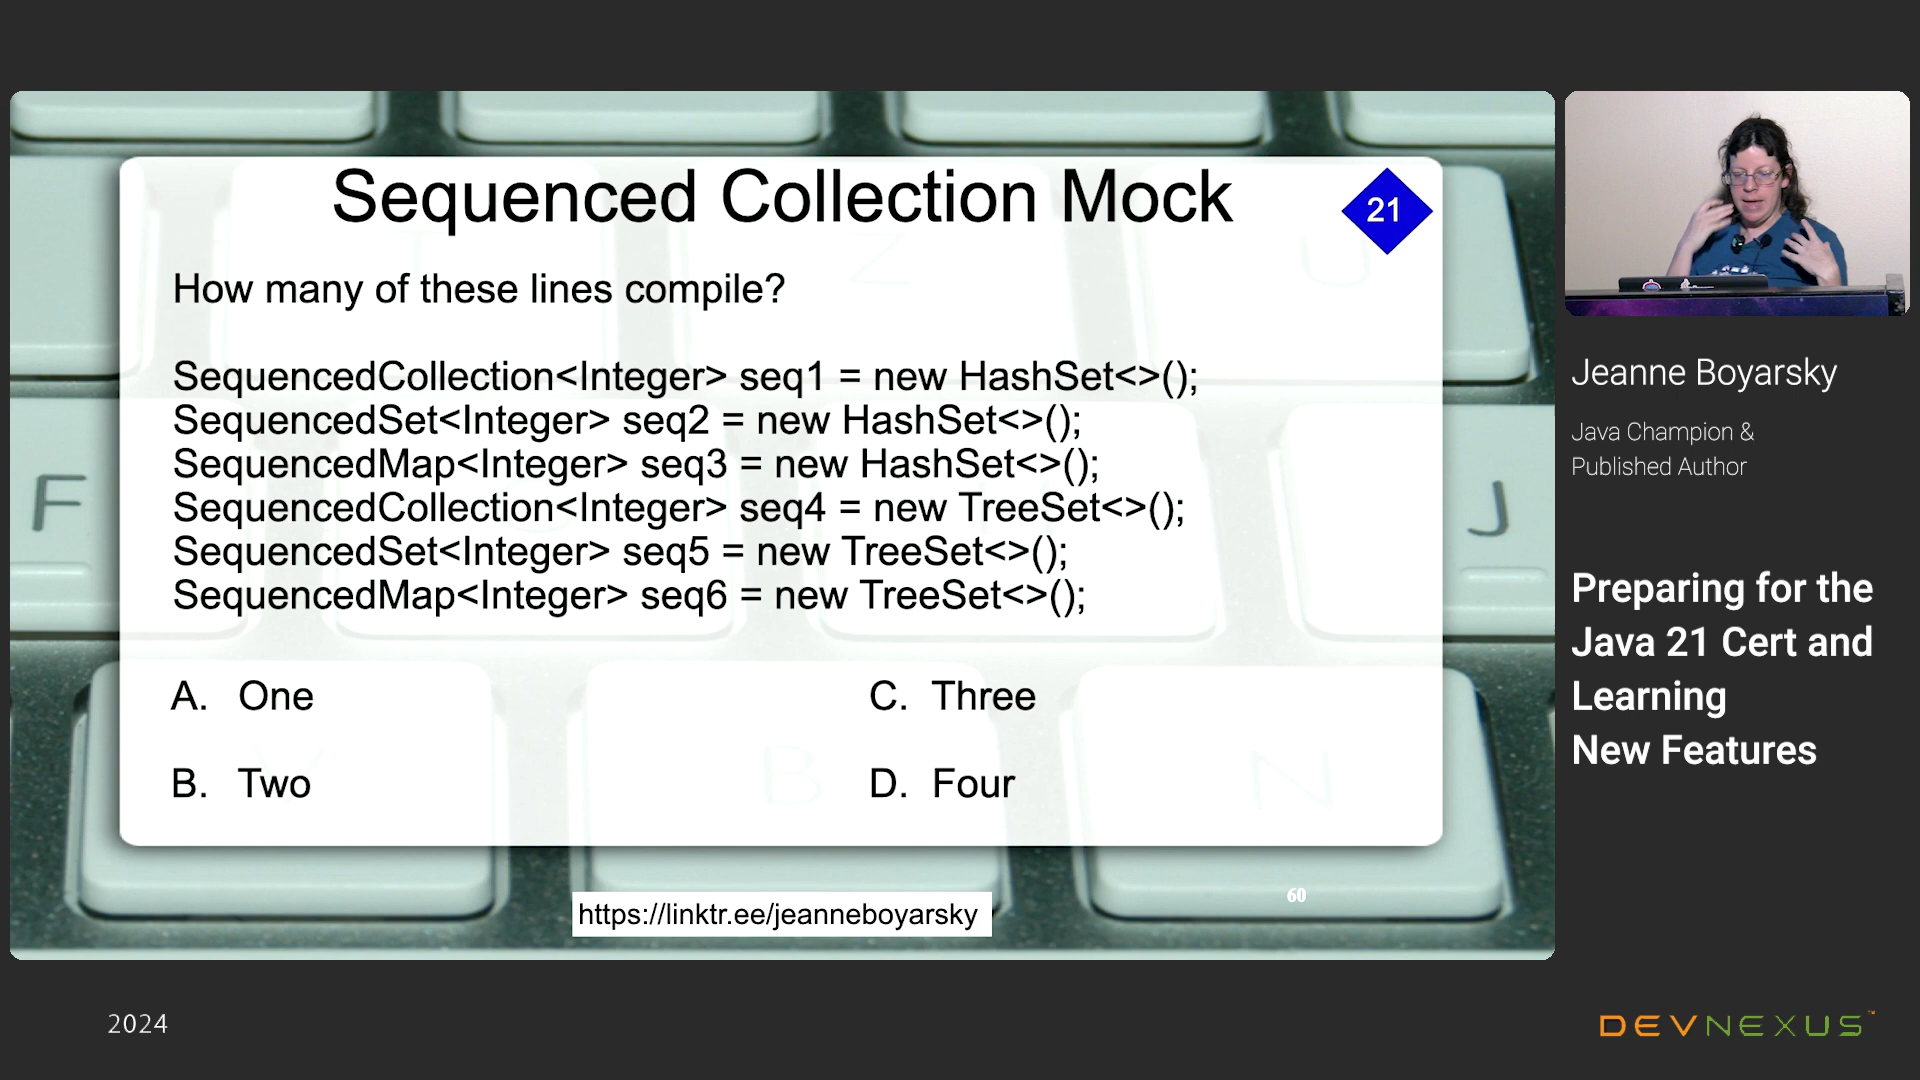 Sequenced Collection Mock
21
How many of these lines compile?
SequencedCollection<Integer> seq1 = new HashSet<>();
SequencedSet<Integer> seq2 = new HashSet<>();
SequencedMap<Integer> seq3 = new HashSet<>();
SequencedCollection<Integer> seq4 = new TreeSet<>();
SequencedSet<Integer> seq5 = new TreeSet<>();
SequencedMap<Integer> seq6 = new TreeSet<>();
A. One
C. Three
B. Two
D. Four
https://linktr.ee/jeanneboyarsky
60
F
J
Z
U
Y
B
N
Jeanne Boyarsky
Java Champion &
Published Author
Preparing for the
Java 21 Cert and
Learning
New Features
2024
DEVNEXUS™